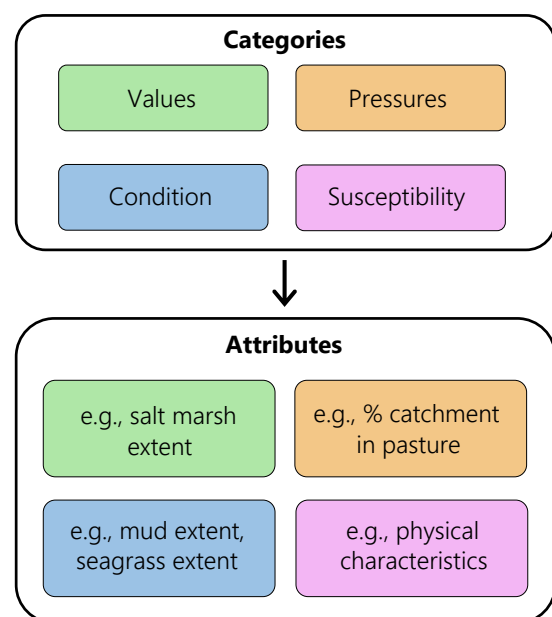 Categories
Values
Pressures
Condition
Susceptibility
Attributes
e.g., salt marsh
extent
e.g., % catchment
in pasture
e.g., mud extent,
seagrass extent
e.g., physical
characteristics